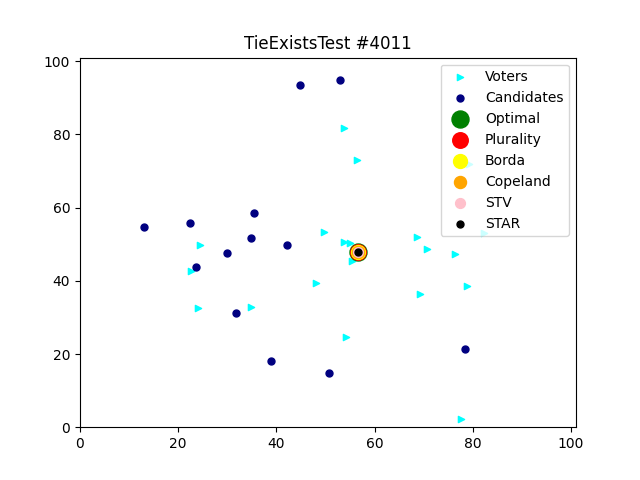 TieExistsTest #4011
100
80
60
40
20
0
0
20
40
60
80
100
Voters
Candidates
Optimal
Plurality
Borda
Copeland
STV
STAR